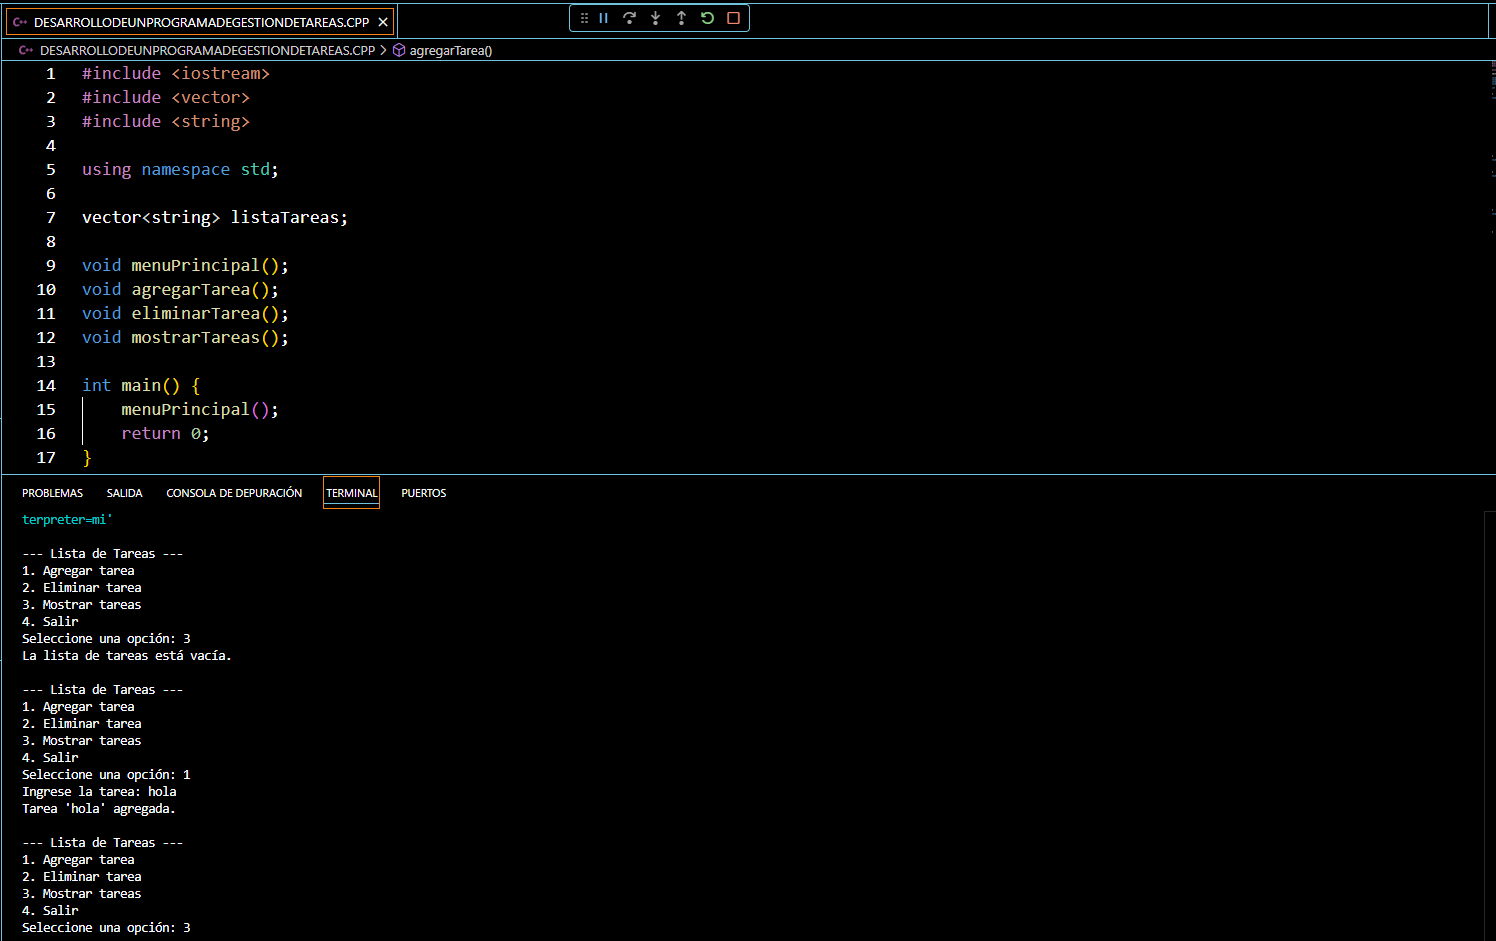 DESARROLLODEUNPROGRAMADEGESTIONDETAREAS.CPP
DESARROLLODEUNPROGRAMADEGESTIONDETAREAS.CPP > agregarTarea()
1 #include <iostream>
2 #include <vector>
3 #include <string>
4
5 using namespace std;
6
7 vector<string> listaTareas;
8
9 void menuPrincipal();
10 void agregarTarea();
11 void eliminarTarea();
12 void mostrarTareas();
13
14 int main() {
15 menuPrincipal();
16 return 0;
17 }
PROBLEMAS SALIDA CONSOLA DE DEPURACIÓN TERMINAL PUERTOS
terpreter=mi'
--- Lista de Tareas ---
1. Agregar tarea
2. Eliminar tarea
3. Mostrar tareas
4. Salir
Seleccione una opción: 3
La lista de tareas está vacía.
--- Lista de Tareas ---
1. Agregar tarea
2. Eliminar tarea
3. Mostrar tareas
4. Salir
Seleccione una opción: 1
Ingrese la tarea: hola
Tarea 'hola' agregada.
--- Lista de Tareas ---
1. Agregar tarea
2. Eliminar tarea
3. Mostrar tareas
4. Salir
Seleccione una opción: 3